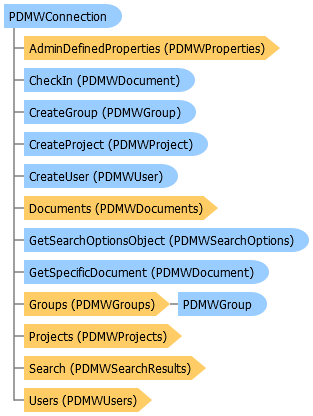 PDMWConnection
AdminDefinedProperties (PDMWProperties)
CheckIn (PDMWDocument)
CreateGroup (PDMWGroup)
CreateProject (PDMWProject)
CreateUser (PDMWUser)
Documents (PDMWDocuments)
GetSearchOptionsObject (PDMWSearchOptions)
GetSpecificDocument (PDMWDocument)
Groups (PDMWGroups) PDMWGroup
Projects (PDMWProjects)
Search (PDMWSearchResults)
Users (PDMWUsers)